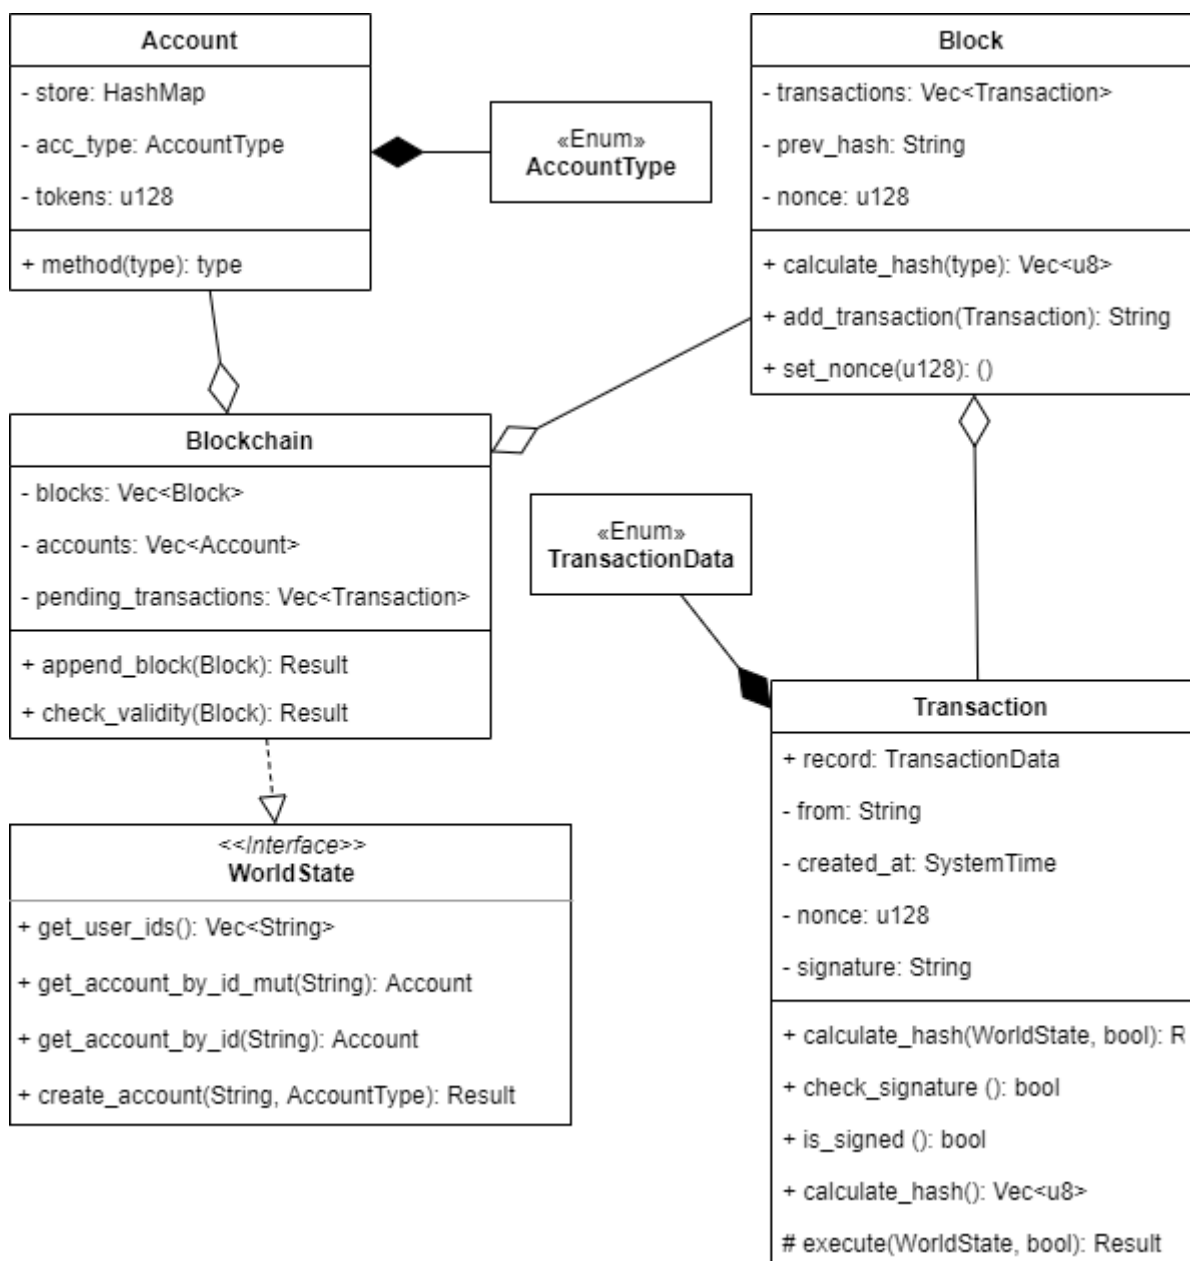 Account
- store: HashMap
- acc_type: AccountType
- tokens: u128
+ method(type): type
«Enum»
AccountType
Block
- transactions: Vec<Transaction>
- prev_hash: String
- nonce: u128
+ calculate_hash(type): Vec<u8>
+ add_transaction(Transaction): String
+ set_nonce(u128): ()
Blockchain
- blocks: Vec<Block>
- accounts: Vec<Account>
- pending_transactions: Vec<Transaction>
+ append_block(Block): Result
+ check_validity(Block): Result
«Enum»
TransactionData
<<Interface>>
WorldState
+ get_user_ids(): Vec<String>
+ get_account_by_id_mut(String): Account
+ get_account_by_id(String): Account
+ create_account(String, AccountType): Result
Transaction
+ record: TransactionData
- from: String
- created_at: SystemTime
- nonce: u128
- signature: String
+ calculate_hash(WorldState, bool): R
+ check_signature (): bool
+ is_signed (): bool
+ calculate_hash(): Vec<u8>
# execute(WorldState, bool): Result